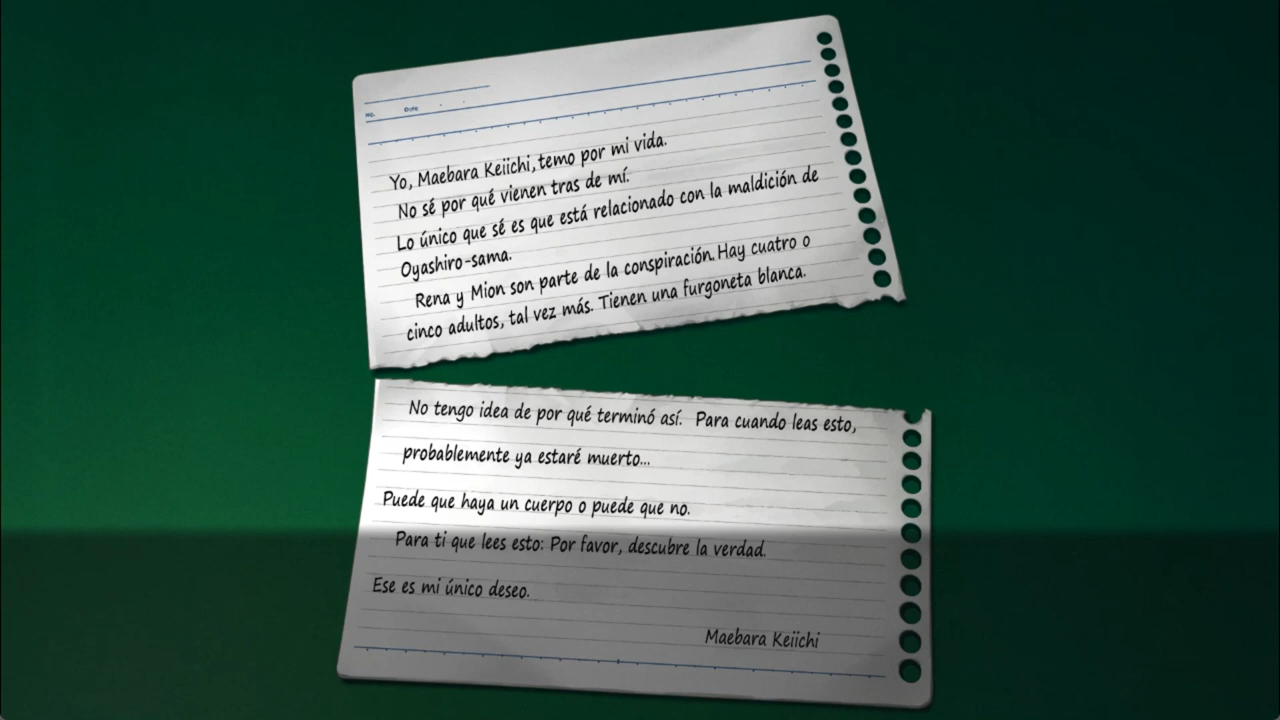 No. Date
Yo, Maebara Keiichi, temo por mi vida.
No sé por qué vienen tras de mí.
Lo único que sé es que está relacionado con la maldición de
Oyashiro-sama.
Rena y Mion son parte de la conspiración. Hay cuatro o
cinco adultos, tal vez más. Tienen una furgoneta blanca.
No tengo idea de por qué terminó así. Para cuando leas esto,
probablemente ya estaré muerto...
Puede que haya un cuerpo o puede que no.
Para ti que lees esto: Por favor, descubre la verdad.
Ese es mi único deseo.
Maebara Keiichi